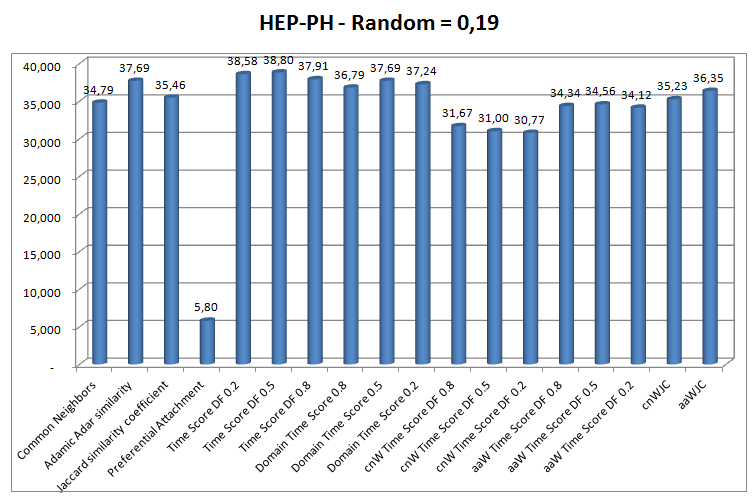 HEP-PH - Random = 0,19
40,000
35,000
30,000
25,000
20,000
15,000
10,000
5,000
-
34,79
37,69
35,46
5,80
38,58
38,80
37,91
36,79
37,69
37,24
31,67
31,00
30,77
34,34
34,56
34,12
35,23
36,35
Common Neighbors
Adamic Adar similarity
Jaccard similarity coefficient
Preferential Attachment
Time Score DF 0.2
Time Score DF 0.5
Time Score DF 0.8
Domain Time Score 0.8
Domain Time Score 0.5
Domain Time Score 0.2
cnW Time Score DF 0.8
cnW Time Score DF 0.5
cnW Time Score DF 0.2
aaW Time Score DF 0.8
aaW Time Score DF 0.5
aaW Time Score DF 0.2
cnWJC
aaWJC